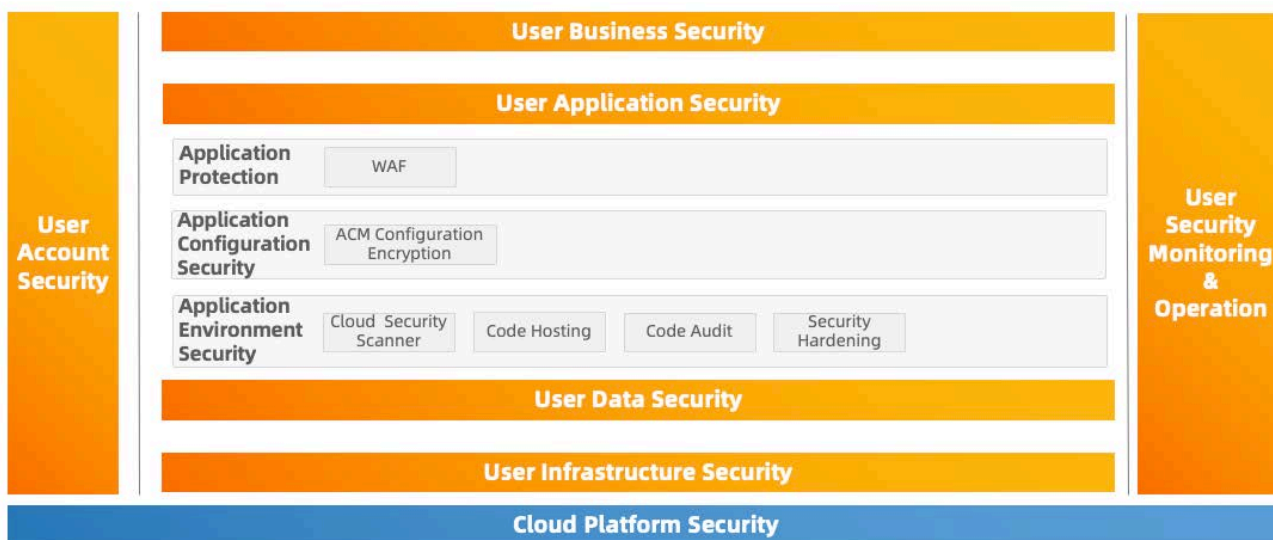 User Business Security
User Application Security
Application
Protection
WAF
Application
Configuration
Security
ACM Configuration
Encryption
Application
Environment
Security
Cloud Security
Scanner
Code Hosting
Code Audit
Security
Hardening
User Data Security
User Infrastructure Security
User
Account
Security
User
Security
Monitoring
&
Operation
Cloud Platform Security